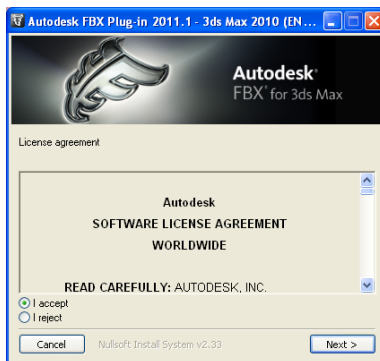 Autodesk FBX Plug-in 2011.1 - 3ds Max 2010 (EN...
Autodesk®
FBX® for 3ds Max
License agreement
Autodesk
SOFTWARE LICENSE AGREEMENT
WORLDWIDE
READ CAREFULLY: AUTODESK, INC.
I accept
I reject
Cancel
Nullsoft Install System v2.33
Next >